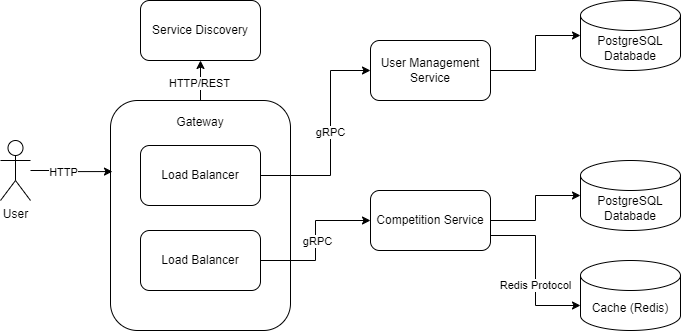 Service Discovery
HTTP/REST
Gateway
Load Balancer
Load Balancer
User
HTTP
gRPC
gRPC
User Management
Service
Competition Service
PostgreSQL
Databade
PostgreSQL
Databade
Redis Protocol
Cache (Redis)